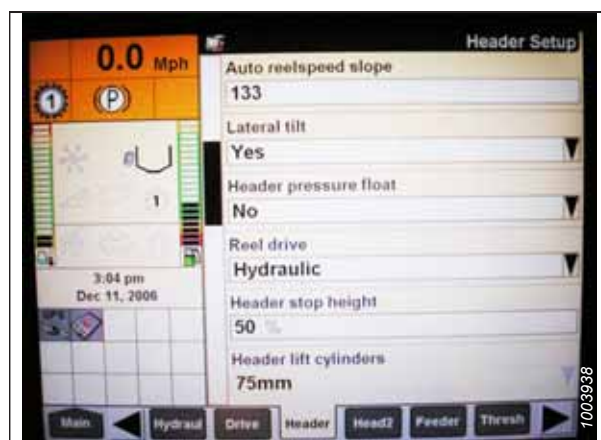 0.0 Mph
1
(P)
1
3:04 pm
Dec 11, 2006
GPS
Header Setup
Auto reelspeed slope
133
Lateral tilt
Yes
Header pressure float
No
Reel drive
Hydraulic
Header stop height
50 %
Header lift cylinders
75mm
Main
Hydraul
Drive
Header
Head2
Feeder
Thresh
1003938